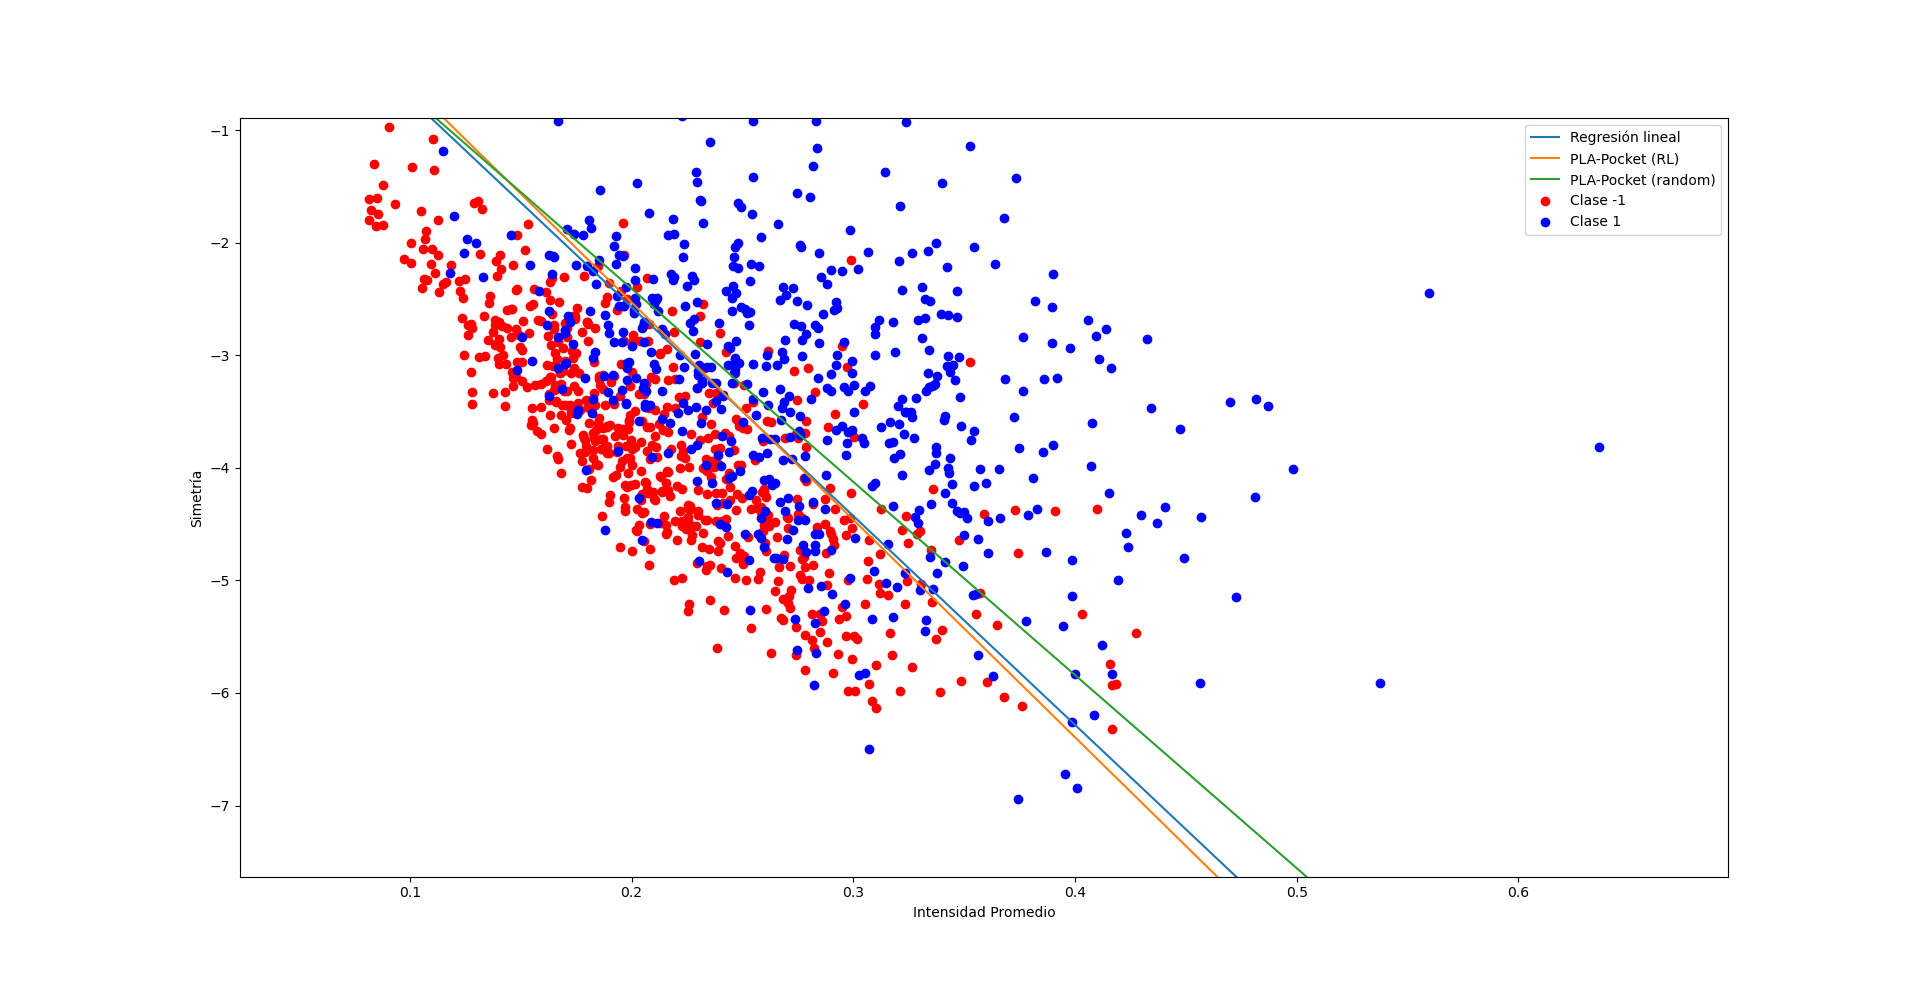 Regresión lineal
PLA-Pocket (RL)
PLA-Pocket (random)
Clase -1
Clase 1
−1
−2
−3
−4
−5
−6
−7
Simetría
0.1 0.2 0.3 0.4 0.5 0.6
Intensidad Promedio